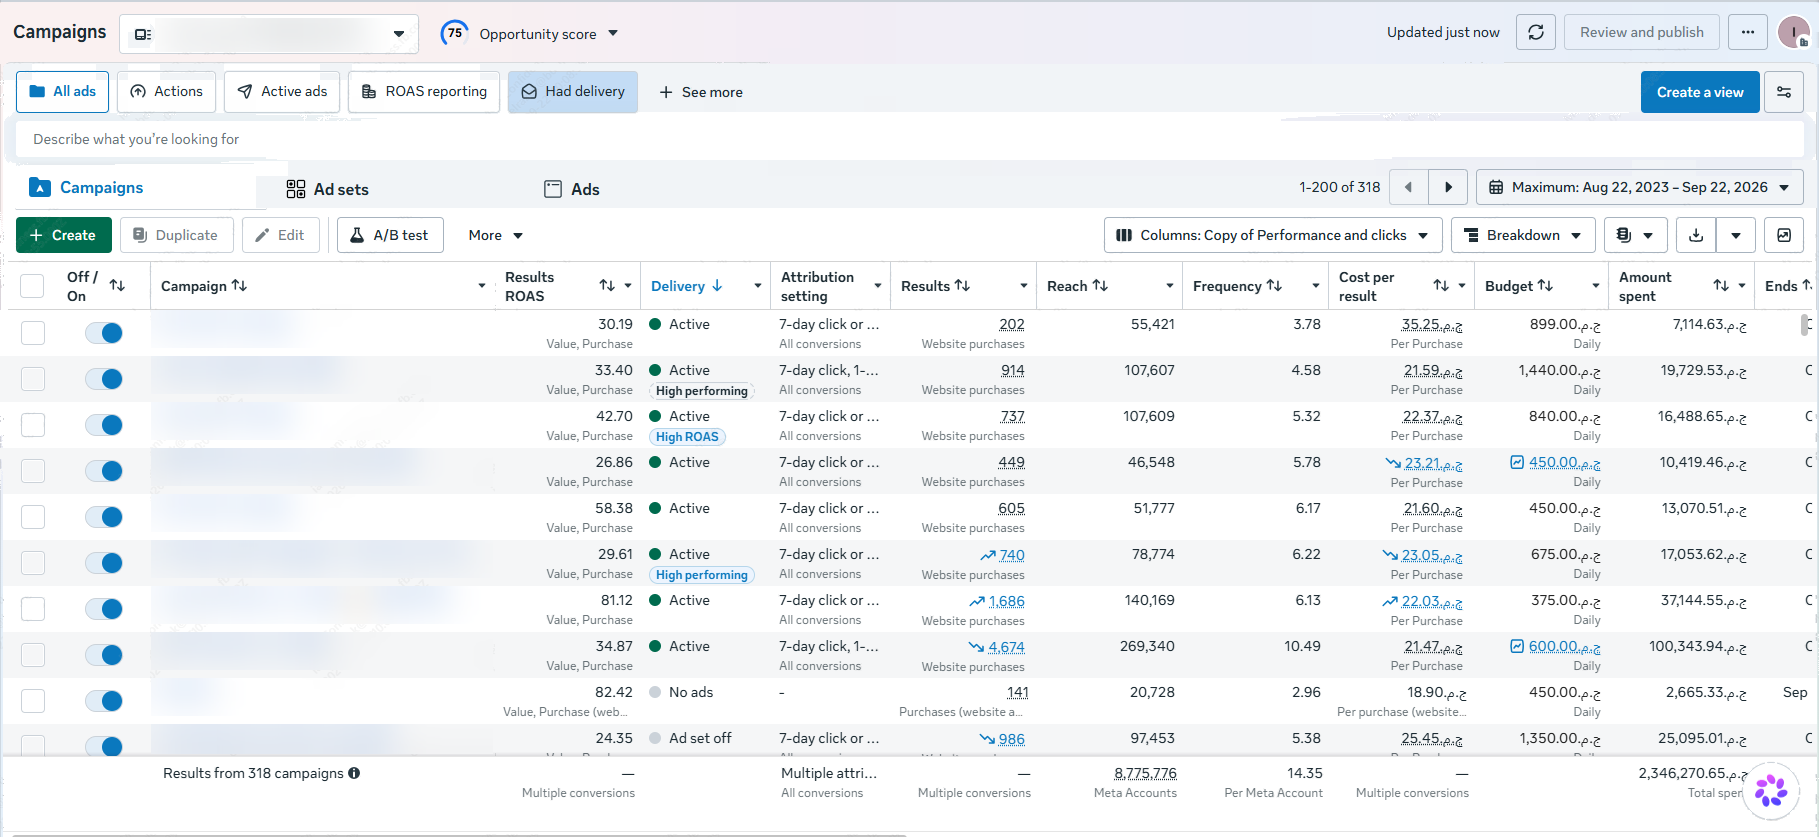 Campaigns
75 Opportunity score
Updated just now
Review and publish
I
All ads
Actions
Active ads
ROAS reporting
Had delivery
See more
Create a view
Describe what you're looking for
Campaigns
Ad sets
Ads
1-200 of 318
Maximum: Aug 22, 2023 – Sep 22, 2026
Create
Duplicate
Edit
A/B test
More
Columns: Copy of Performance and clicks
Breakdown
Off / On
Campaign
Results ROAS
Delivery
Attribution setting
Results
Reach
Frequency
Cost per result
Budget
Amount spent
Ends
30.19 Active 7-day click or ... 202 55,421 3.78 ج.م.35.25 ج.م.899.00 ج.م.7,114.63
Value, Purchase All conversions Website purchases Per Purchase Daily
33.40 Active 7-day click, 1-... 914 107,607 4.58 ج.م.21.59 ج.م.1,440.00 ج.م.19,729.53
Value, Purchase High performing All conversions Website purchases Per Purchase Daily
42.70 Active 7-day click or ... 737 107,609 5.32 ج.م.22.37 ج.م.840.00 ج.م.16,488.65
Value, Purchase High ROAS All conversions Website purchases Per Purchase Daily
26.86 Active 7-day click or ... 449 46,548 5.78 ج.م.23.21 ج.م.450.00 ج.م.10,419.46
Value, Purchase All conversions Website purchases Per Purchase Daily
58.38 Active 7-day click or ... 605 51,777 6.17 ج.م.21.60 ج.م.450.00 ج.م.13,070.51
Value, Purchase All conversions Website purchases Per Purchase Daily
29.61 Active 7-day click or ... 740 78,774 6.22 ج.م.23.05 ج.م.675.00 ج.م.17,053.62
Value, Purchase High performing All conversions Website purchases Per Purchase Daily
81.12 Active 7-day click or ... 1,686 140,169 6.13 ج.م.22.03 ج.م.375.00 ج.م.37,144.55
Value, Purchase All conversions Website purchases Per Purchase Daily
34.87 Active 7-day click, 1-... 4,674 269,340 10.49 ج.م.21.47 ج.م.600.00 ج.م.100,343.94
Value, Purchase All conversions Website purchases Per Purchase Daily
82.42 No ads - 141 20,728 2.96 ج.م.18.90 ج.م.450.00 ج.م.2,665.33 Sep
Value, Purchase (web... Purchases (website a... Per purchase (website... Daily
24.35 Ad set off 7-day click or ... 986 97,453 5.38 ج.م.25.45 ج.م.1,350.00 ج.م.25,095.01
Results from 318 campaigns — Multiple attri... — 8,775,776 14.35 — ج.م.2,346,270.65
Multiple conversions All conversions Multiple conversions Meta Accounts Per Meta Account Multiple conversions Total